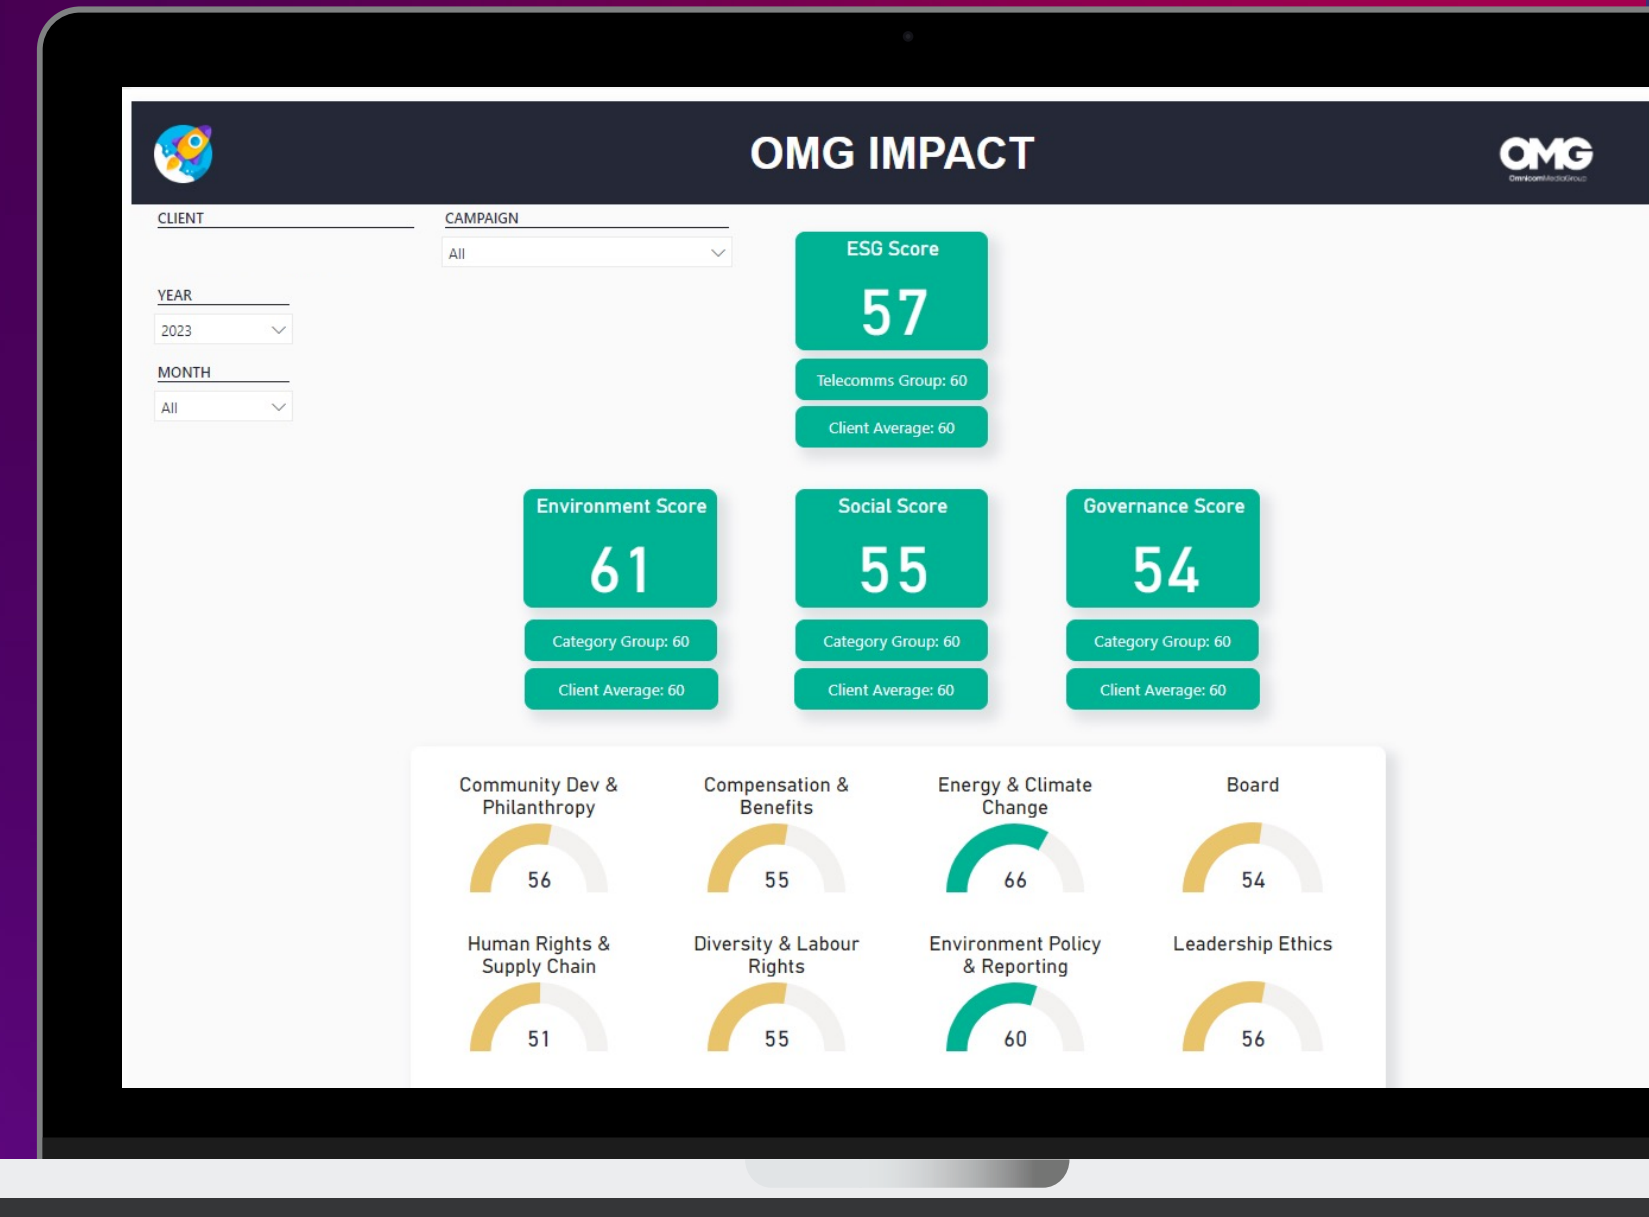 OMG IMPACT
OMG
OmnicomMediaGroup
CLIENT
CAMPAIGN
All
YEAR
2023
MONTH
All
ESG Score
57
Telecomms Group: 60
Client Average: 60
Environment Score
61
Category Group: 60
Client Average: 60
Social Score
55
Category Group: 60
Client Average: 60
Governance Score
54
Category Group: 60
Client Average: 60
Community Dev &
Philanthropy
56
Compensation &
Benefits
55
Energy & Climate
Change
66
Board
54
Human Rights &
Supply Chain
51
Diversity & Labour
Rights
55
Environment Policy
& Reporting
60
Leadership Ethics
56